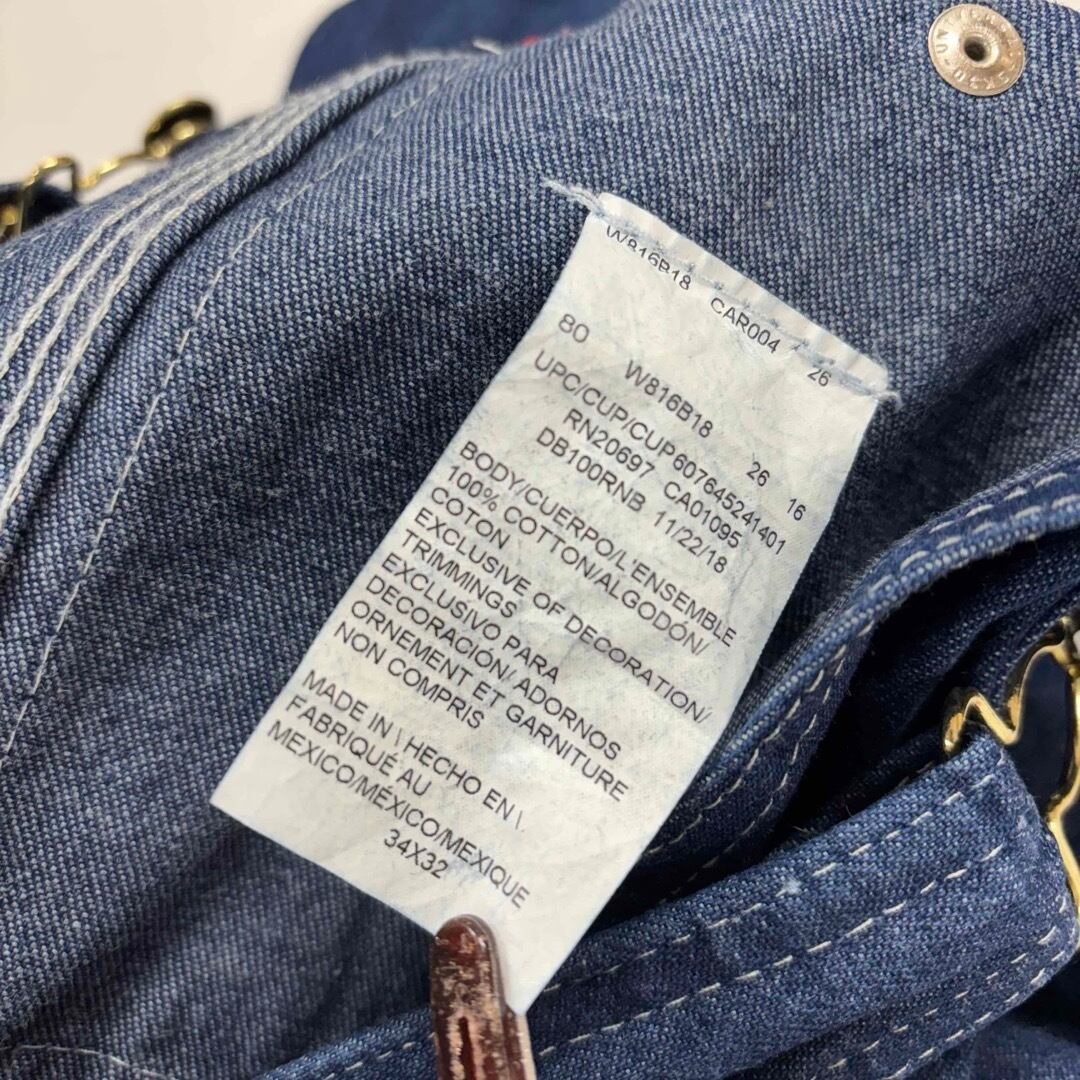 W816B18 CAR004 26
80 W816B18 26 16
UPC/CUP/CUP607645241401
RN20697 CA01095
DB100RNB 11/22/18
BODY/CUERPO/L'ENSEMBLE
100% COTTON/ALGODÓN/
COTON
EXCLUSIVE OF DECORATION/
TRIMMINGS
EXCLUSIVO PARA
DECORACIÓN/ ADORNOS
ORNEMENT ET GARNITURE
NON COMPRIS
MADE IN \ HECHO EN \
FABRIQUÉ AU
MEXICO/MÉXICO/MEXIQUE
34X32